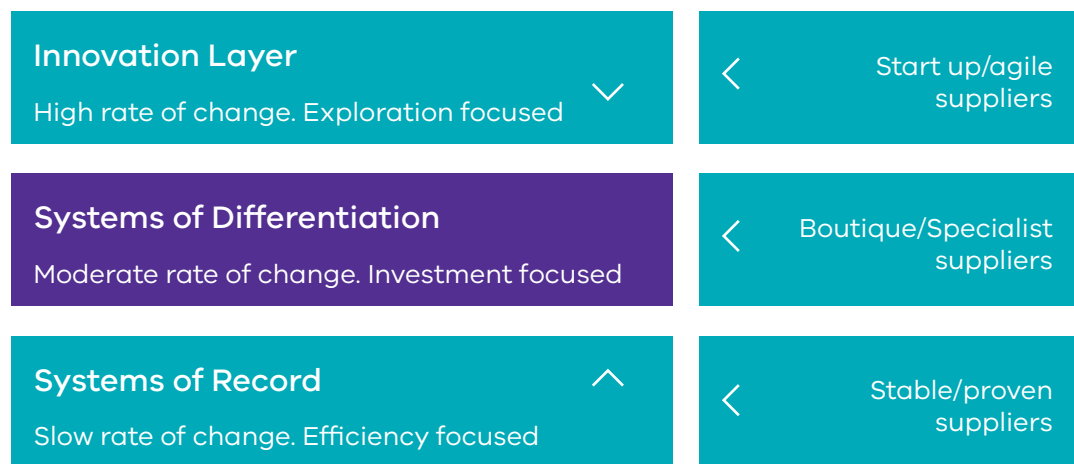 Innovation Layer
High rate of change. Exploration focused
Start up/agile
suppliers
Systems of Differentiation
Moderate rate of change. Investment focused
Boutique/Specialist
suppliers
Systems of Record
Slow rate of change. Efficiency focused
Stable/proven
suppliers